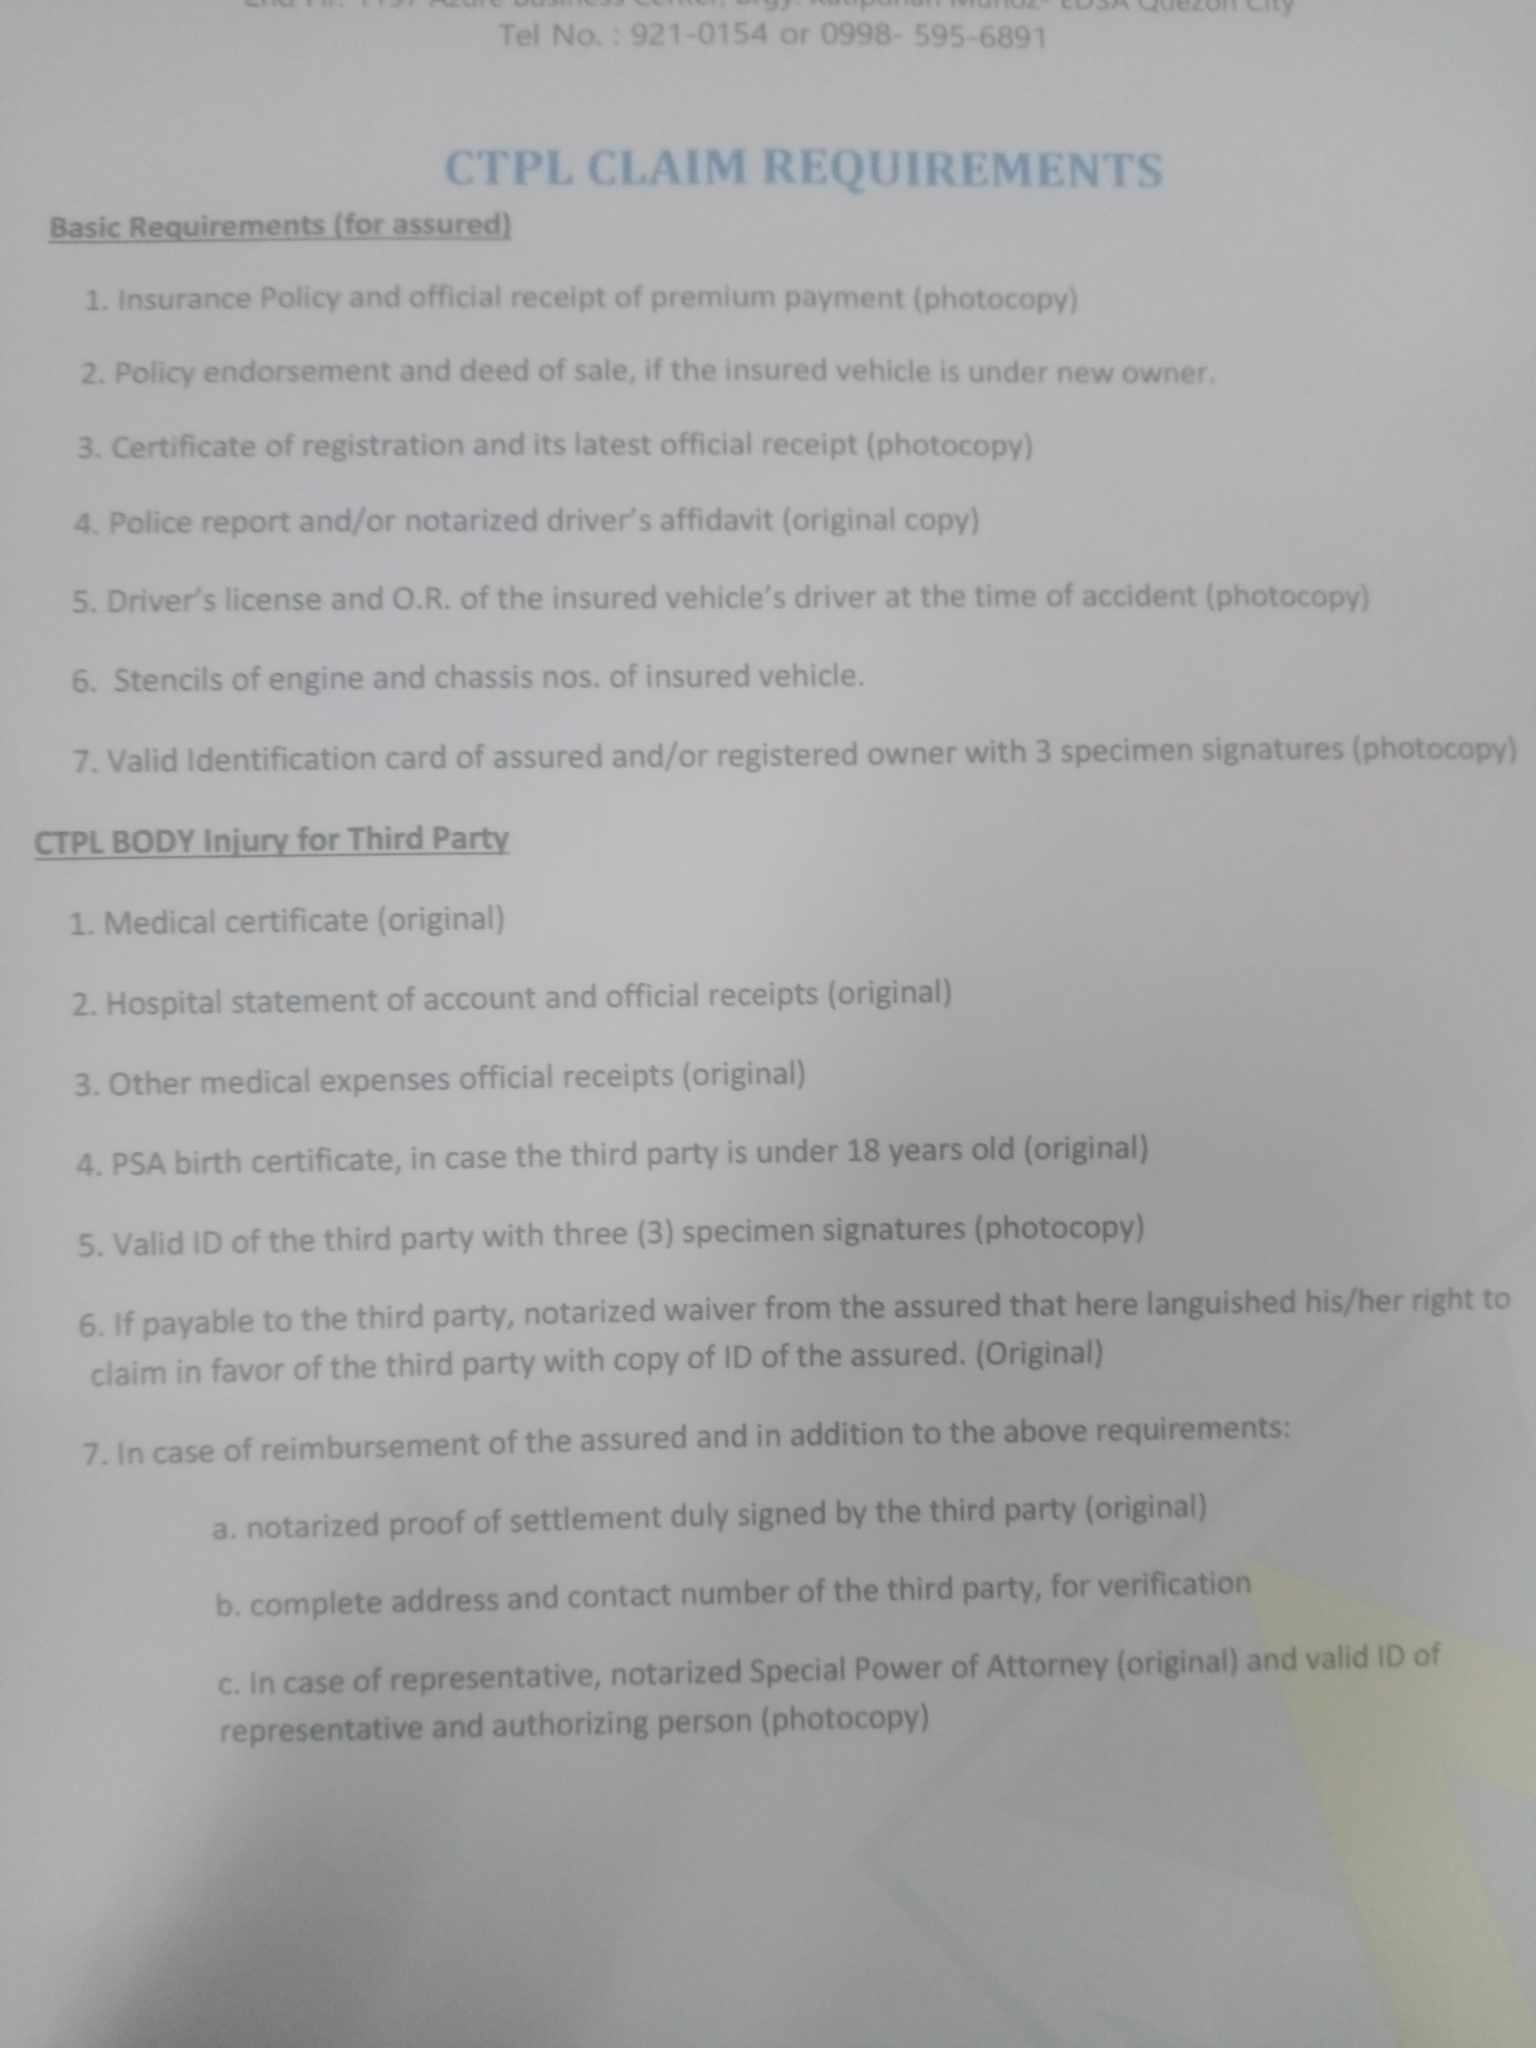 Azure Business Center, Brgy. Katipunan Munoz- EDSA Quezon City
Tel No. : 921-0154 or 0998- 595-6891
CTPL CLAIM REQUIREMENTS
Basic Requirements (for assured)
1. Insurance Policy and official receipt of premium payment (photocopy)
2. Policy endorsement and deed of sale, if the insured vehicle is under new owner.
3. Certificate of registration and its latest official receipt (photocopy)
4. Police report and/or notarized driver's affidavit (original copy)
5. Driver's license and O.R. of the insured vehicle's driver at the time of accident (photocopy)
6. Stencils of engine and chassis nos. of insured vehicle.
7. Valid Identification card of assured and/or registered owner with 3 specimen signatures (photocopy)
CTPL BODY Injury for Third Party
1. Medical certificate (original)
2. Hospital statement of account and official receipts (original)
3. Other medical expenses official receipts (original)
4. PSA birth certificate, in case the third party is under 18 years old (original)
5. Valid ID of the third party with three (3) specimen signatures (photocopy)
6. If payable to the third party, notarized waiver from the assured that here languished his/her right to
claim in favor of the third party with copy of ID of the assured. (Original)
7. In case of reimbursement of the assured and in addition to the above requirements:
a. notarized proof of settlement duly signed by the third party (original)
b. complete address and contact number of the third party, for verification
c. In case of representative, notarized Special Power of Attorney (original) and valid ID of
representative and authorizing person (photocopy)